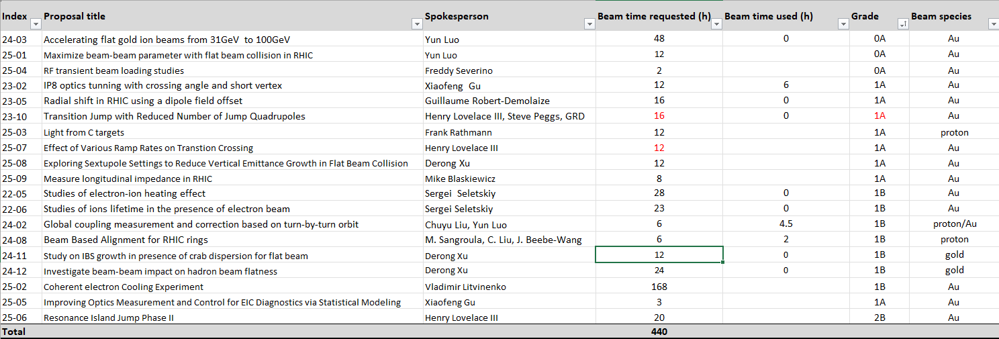 Index Proposal title Spokesperson Beam time requested (h) Beam time used (h) Grade Beam species
24-03 Accelerating flat gold ion beams from 31GeV to 100GeV Yun Luo 48 0 0A Au
25-01 Maximize beam-beam parameter with flat beam collision in RHIC Yun Luo 12 0A Au
25-04 RF transient beam loading studies Freddy Severino 2 0A Au
23-02 IP8 optics tunning with crossing angle and short vertex Xiaofeng Gu 12 6 1A Au
23-05 Radial shift in RHIC using a dipole field offset Guillaume Robert-Demolaize 16 0 1A Au
23-10 Transition Jump with Reduced Number of Jump Quadrupoles Henry Lovelace III, Steve Peggs, GRD 16 0 1A Au
25-03 Light from C targets Frank Rathmann 12 1A proton
25-07 Effect of Various Ramp Rates on Transtion Crossing Henry Lovelace III 12 1A Au
25-08 Exploring Sextupole Settings to Reduce Vertical Emittance Growth in Flat Beam Collision Derong Xu 12 1A Au
25-09 Measure longitudinal impedance in RHIC Mike Blaskiewicz 8 1A Au
22-05 Studies of electron-ion heating effect Sergei Seletskiy 28 0 1B Au
22-06 Studies of ions lifetime in the presence of electron beam Sergei Seletskiy 23 0 1B Au
24-02 Global coupling measurement and correction based on turn-by-turn orbit Chuyu Liu, Yun Luo 6 4.5 1B proton/Au
24-08 Beam Based Alignment for RHIC rings M. Sangroula, C. Liu, J. Beebe-Wang 6 2 1B proton
24-11 Study on IBS growth in presence of crab dispersion for flat beam Derong Xu 12 0 1B gold
24-12 Investigate beam-beam impact on hadron beam flatness Derong Xu 24 0 1B gold
25-02 Coherent electron Cooling Experiment Vladimir Litvinenko 168 1B Au
25-05 Improving Optics Measurement and Control for EIC Diagnostics via Statistical Modeling Xiaofeng Gu 3 1A Au
25-06 Resonance Island Jump Phase II Henry Lovelace III 20 2B Au
Total 440